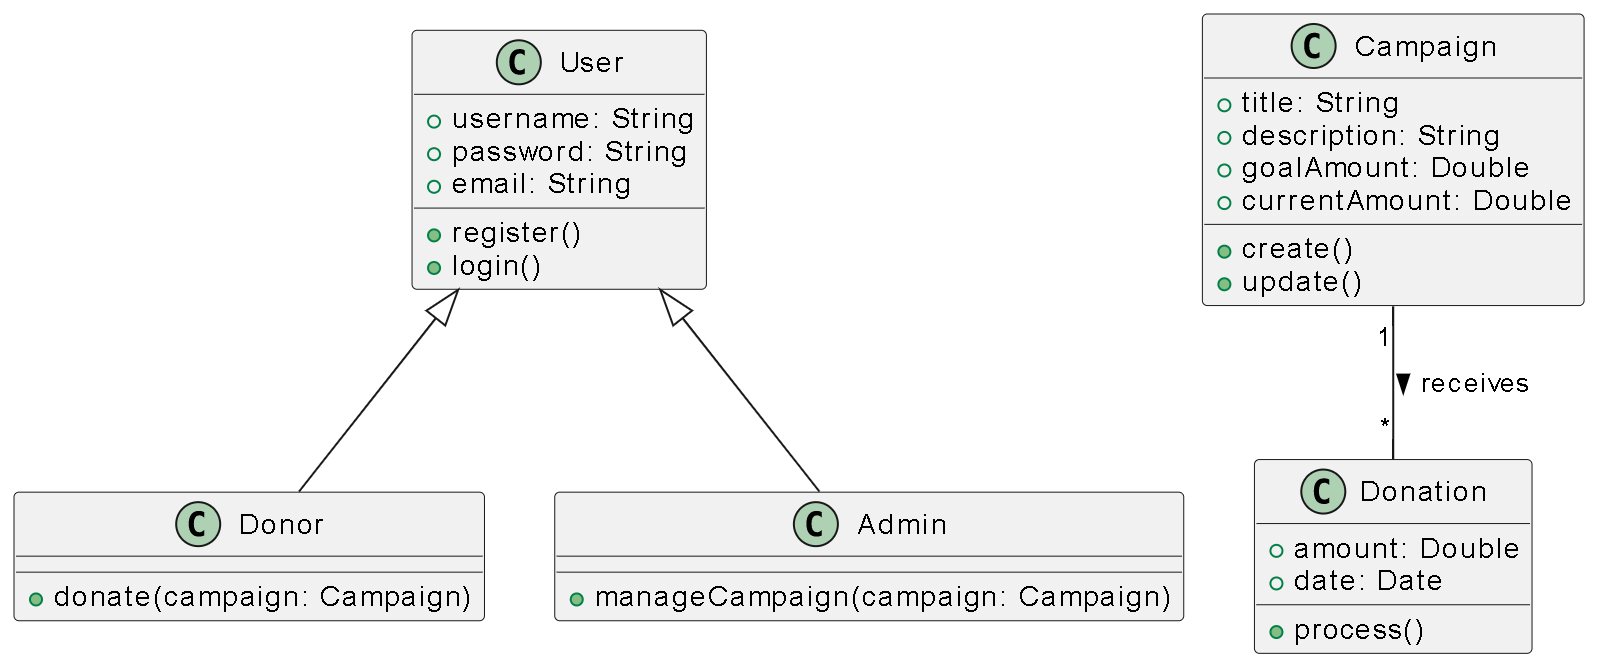 C User
username: String
password: String
email: String
register()
login()
C Campaign
title: String
description: String
goalAmount: Double
currentAmount: Double
create()
update()
1
receives
*
C Donor
donate(campaign: Campaign)
C Admin
manageCampaign(campaign: Campaign)
C Donation
amount: Double
date: Date
process()